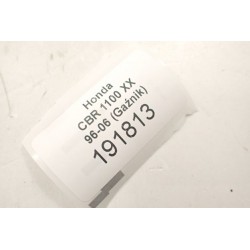 Honda
CBR 1100 XX
96-06 (Gaźnik)
191813